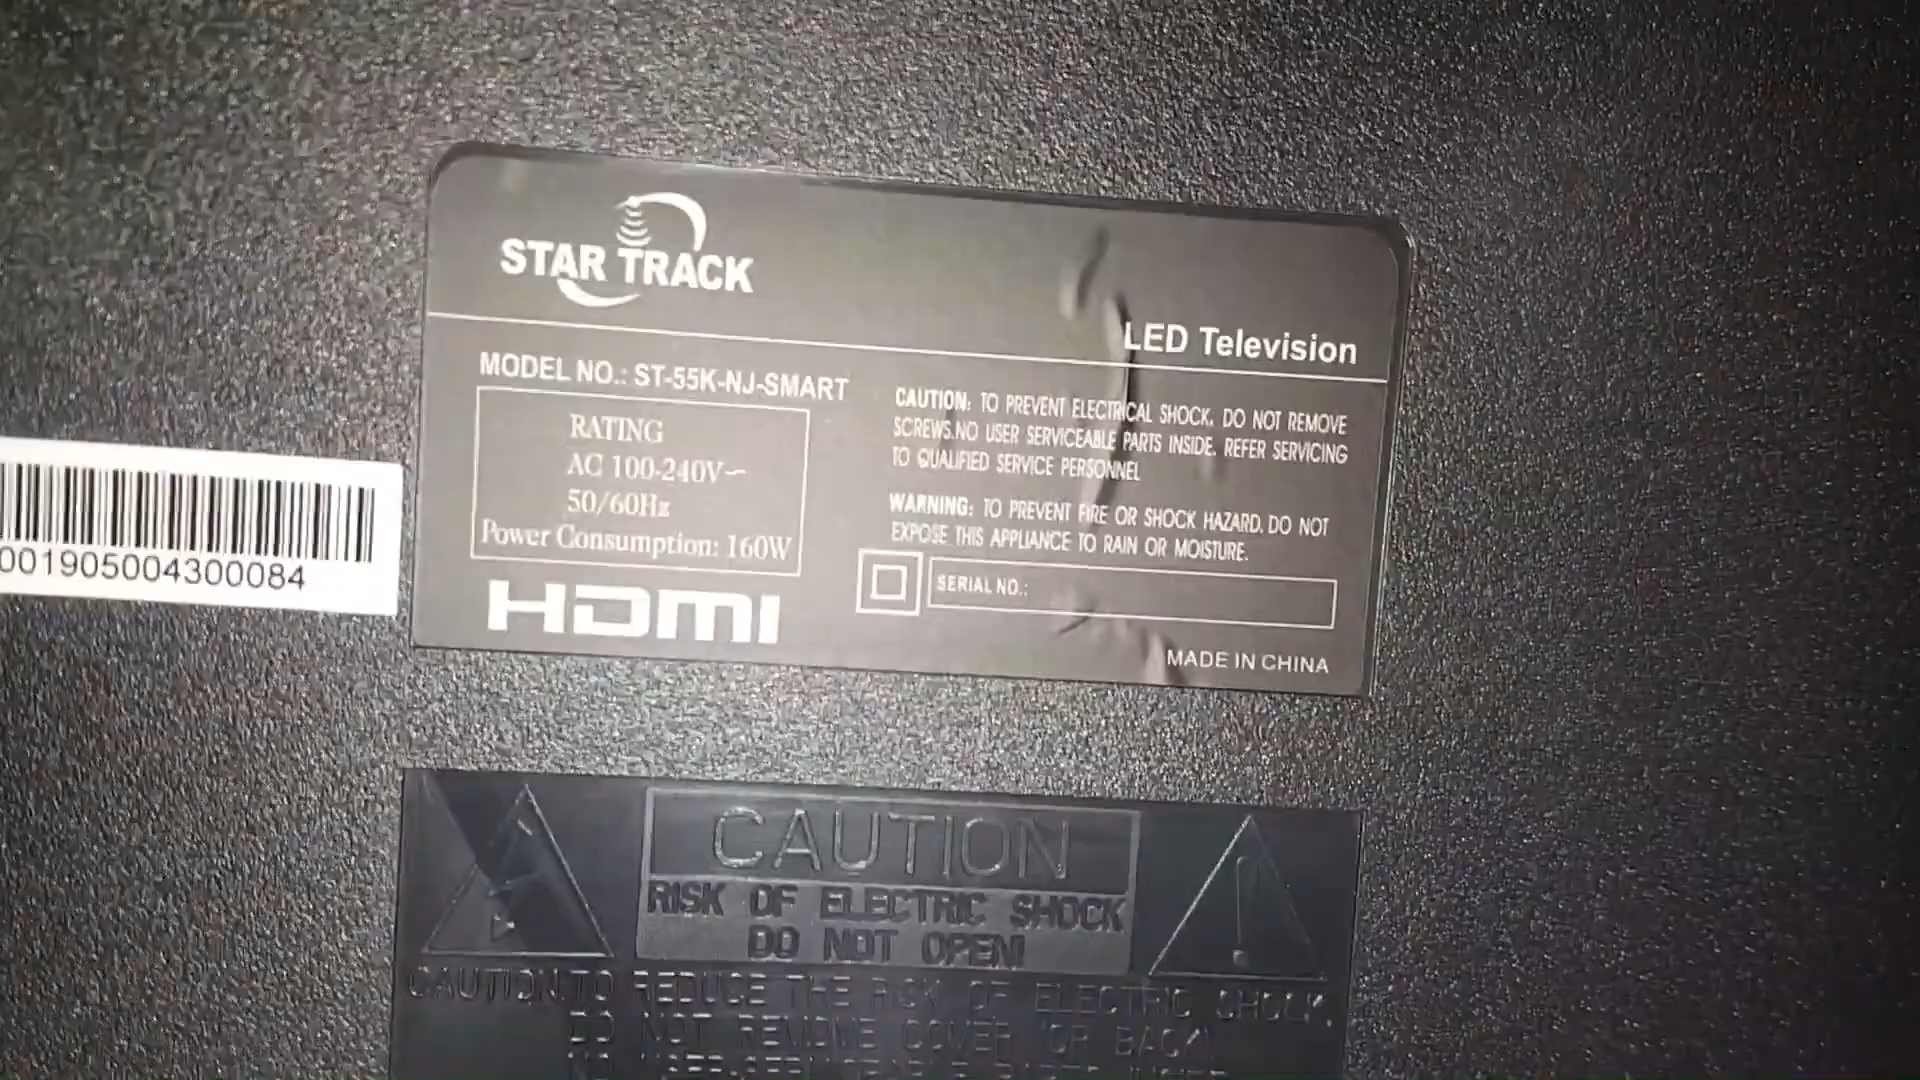 STAR TRACK
LED Television
MODEL NO.: ST-55K-NJ-SMART
RATING
AC 100-240V~
50/60Hz
Power Consumption: 160W
HDMI
CAUTION: TO PREVENT ELECTRICAL SHOCK, DO NOT REMOVE
SCREWS.NO USER SERVICEABLE PARTS INSIDE. REFER SERVICING
TO QUALIFIED SERVICE PERSONNEL
WARNING: TO PREVENT FIRE OR SHOCK HAZARD. DO NOT
EXPOSE THIS APPLIANCE TO RAIN OR MOISTURE.
SERIAL NO.:
MADE IN CHINA
001905004300084
CAUTION
RISK OF ELECTRIC SHOCK
DO NOT OPEN!
CAUTION:TO REDUCE THE RISK OF ELECTRIC SHOCK,
DO NOT REMOVE COVER (OR BACK)